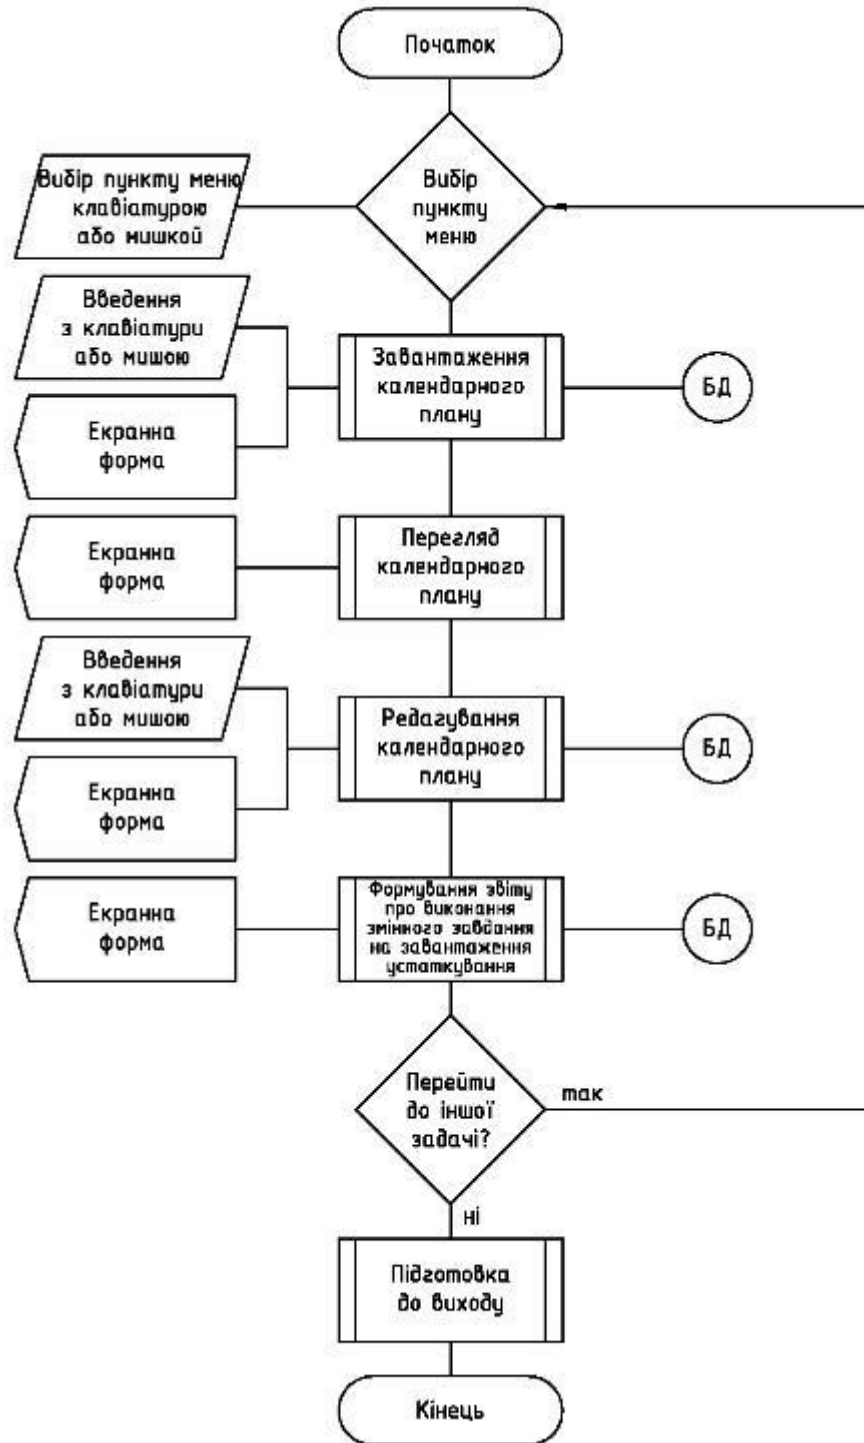 Початок
Вибір пункту меню
клавіатурою
або мишкой
Вибір
пункту
меню
Введення
з клавіатури
або мишою
Екранна
форма
Завантаження
календарного
плану
БД
Екранна
форма
Перегляд
календарного
плану
Введення
з клавіатури
або мишою
Екранна
форма
Редагування
календарного
плану
БД
Екранна
форма
Формування звіту
про виконання
змінного завдання
на завантаження
устаткування
БД
Перейти
до іншої
задачі?
так
ні
Підготовка
до виходу
Кінець